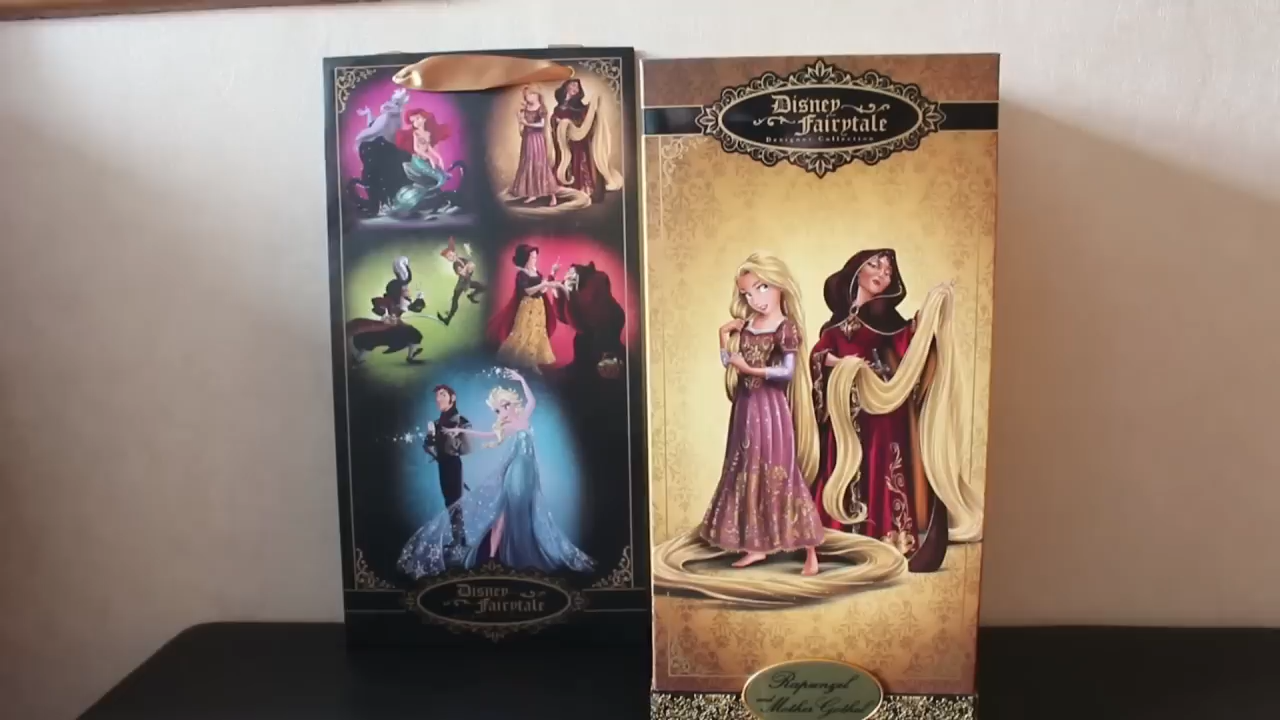 Disney
Fairytale
Disney
Fairytale
Designer Collection
Rapunzel
and Mother Gothel